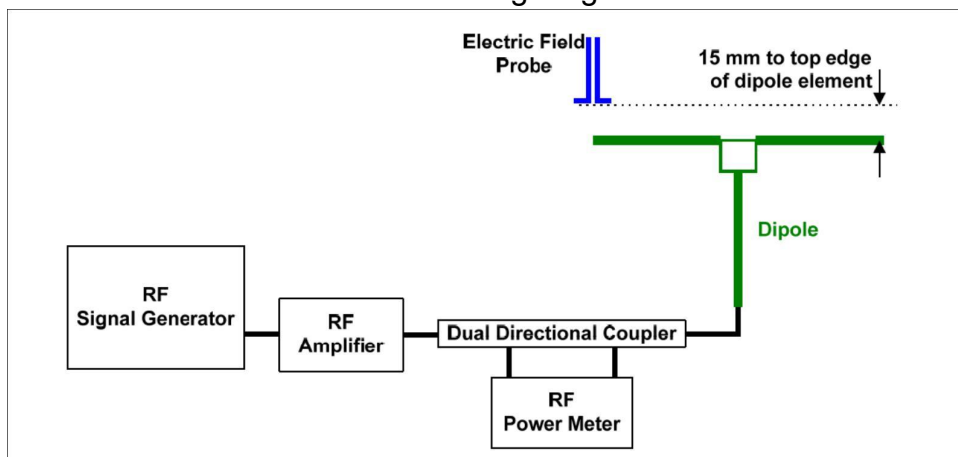 Electric Field
Probe
15 mm to top edge
of dipole element
Dipole
RF
Signal Generator
RF
Amplifier
Dual Directional Coupler
RF
Power Meter